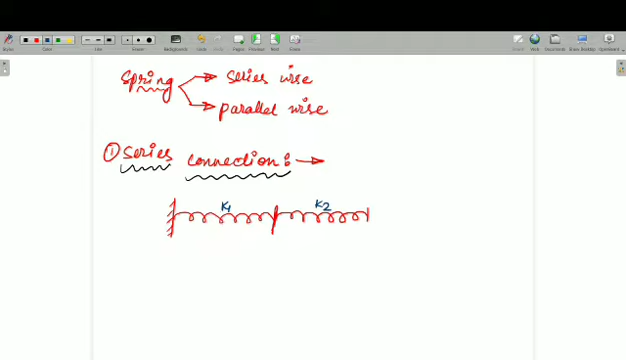 Spring → series wise
→ parallel wise
① Series connection :→
K1 K2